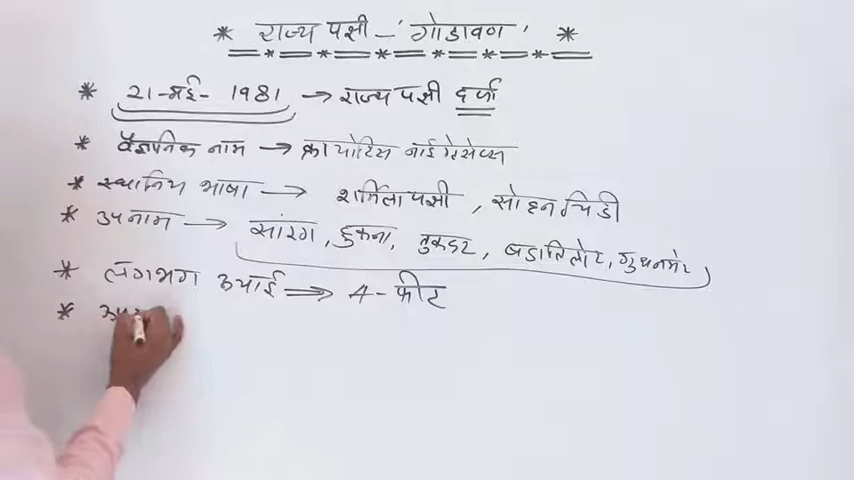 * राज्य पक्षी - 'गोडावण' *
* 21-मई- 1981 → राज्य पक्षी दर्जा
* वैज्ञानिक नाम → क्रायोटिस नाईग्रेसेप्स
* स्थानिय भाषा → शर्मिला पक्षी , सोहन चिडी
* उपनाम → सांरग, हुकना, तुकदर, बडा तिलोर, गुधनमेर
* लगभग ऊचाई ⇒ 4 - फीट
*